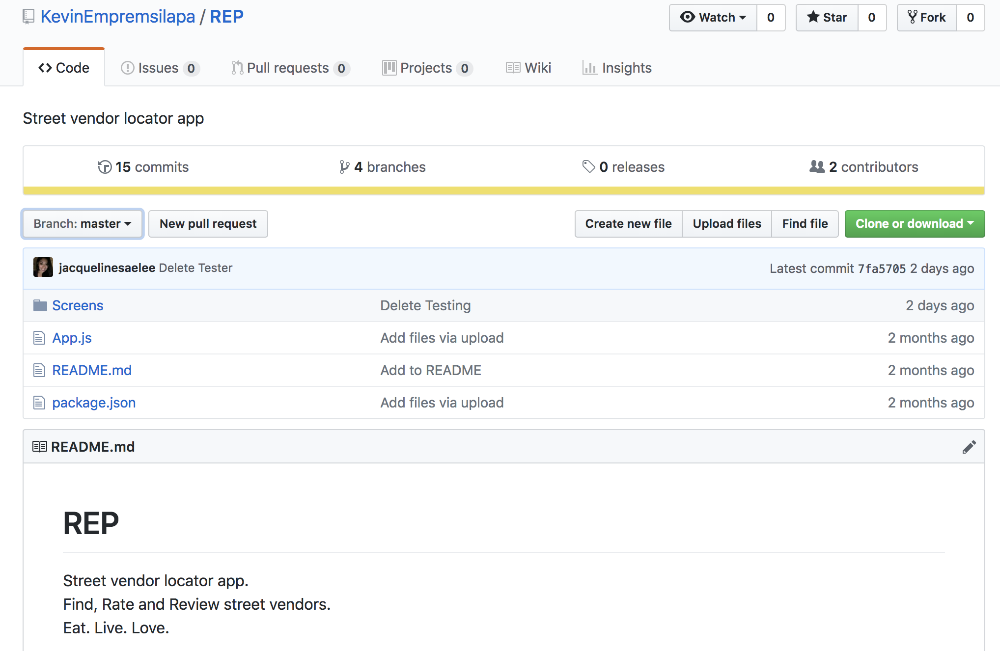 KevinEmpremsilapa / REP
Watch 0 Star 0 Fork 0
Code Issues 0 Pull requests 0 Projects 0 Wiki Insights
Street vendor locator app
15 commits 4 branches 0 releases 2 contributors
Branch: master New pull request Create new file Upload files Find file Clone or download
jacquelinesaelee Delete Tester Latest commit 7fa5705 2 days ago
Screens Delete Testing 2 days ago
App.js Add files via upload 2 months ago
README.md Add to README 2 months ago
package.json Add files via upload 2 months ago
README.md
REP
Street vendor locator app.
Find, Rate and Review street vendors.
Eat. Live. Love.